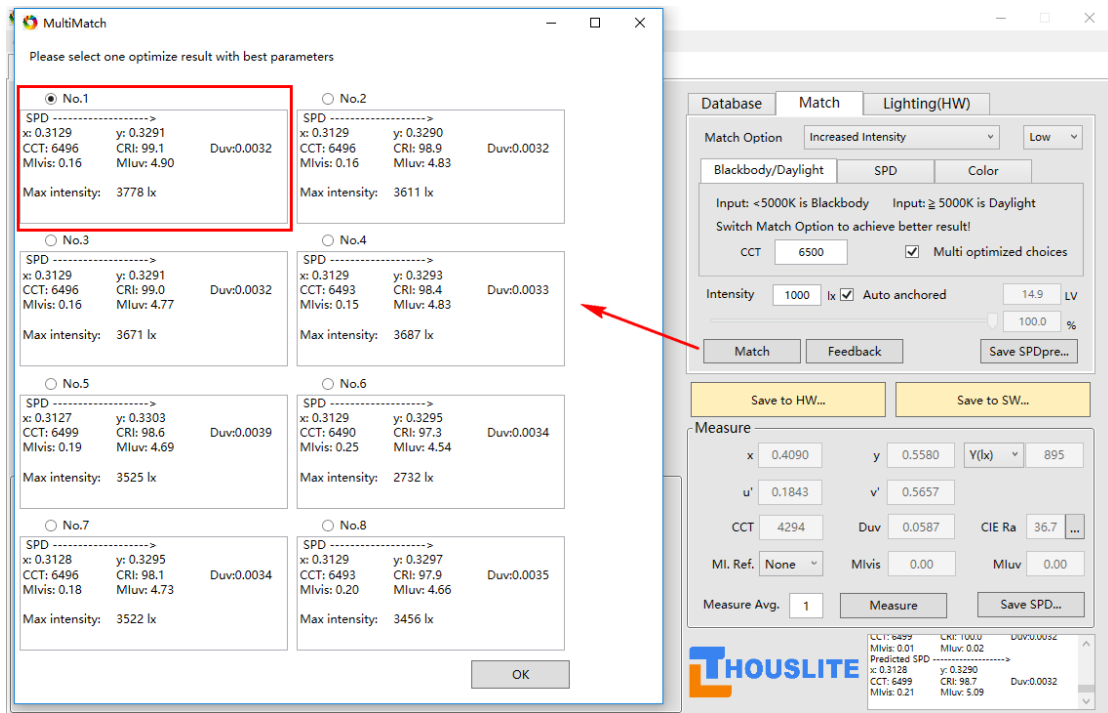 MultiMatch
Please select one optimize result with best parameters
No.1
SPD ------------------->
x: 0.3129 y: 0.3291
CCT: 6496 CRI: 99.1 Duv:0.0032
MIvis: 0.16 MIuv: 4.90
Max intensity: 3778 lx
No.2
SPD ------------------->
x: 0.3129 y: 0.3290
CCT: 6496 CRI: 98.9 Duv:0.0032
MIvis: 0.16 MIuv: 4.83
Max intensity: 3611 lx
No.3
SPD ------------------->
x: 0.3129 y: 0.3291
CCT: 6496 CRI: 99.0 Duv:0.0032
MIvis: 0.16 MIuv: 4.77
Max intensity: 3671 lx
No.4
SPD ------------------->
x: 0.3129 y: 0.3293
CCT: 6493 CRI: 98.4 Duv:0.0033
MIvis: 0.15 MIuv: 4.83
Max intensity: 3687 lx
No.5
SPD ------------------->
x: 0.3127 y: 0.3303
CCT: 6499 CRI: 98.6 Duv:0.0039
MIvis: 0.19 MIuv: 4.69
Max intensity: 3525 lx
No.6
SPD ------------------->
x: 0.3129 y: 0.3295
CCT: 6490 CRI: 97.3 Duv:0.0034
MIvis: 0.25 MIuv: 4.54
Max intensity: 2732 lx
No.7
SPD ------------------->
x: 0.3128 y: 0.3295
CCT: 6496 CRI: 98.1 Duv:0.0034
MIvis: 0.18 MIuv: 4.73
Max intensity: 3522 lx
No.8
SPD ------------------->
x: 0.3129 y: 0.3297
CCT: 6493 CRI: 97.9 Duv:0.0035
MIvis: 0.20 MIuv: 4.66
Max intensity: 3456 lx
OK
Database Match Lighting(HW)
Match Option Increased Intensity Low
Blackbody/Daylight SPD Color
Input: <5000K is Blackbody Input: ≧ 5000K is Daylight
Switch Match Option to achieve better result!
CCT 6500 Multi optimized choices
Intensity 1000 lx Auto anchored 14.9 LV
100.0 %
Match Feedback Save SPDpre...
Save to HW... Save to SW...
Measure
x 0.4090 y 0.5580 Y(lx) 895
u' 0.1843 v' 0.5657
CCT 4294 Duv 0.0587 CIE Ra 36.7 ...
MI. Ref. None MIvis 0.00 MIuv 0.00
Measure Avg. 1 Measure Save SPD...
THOUSLITE
CCT: 6499 CRI: 100.0 Duv:0.0032
MIvis: 0.01 MIuv: 0.02
Predicted SPD ------------------->
x: 0.3128 y: 0.3290
CCT: 6499 CRI: 98.7 Duv:0.0032
MIvis: 0.21 MIuv: 5.09